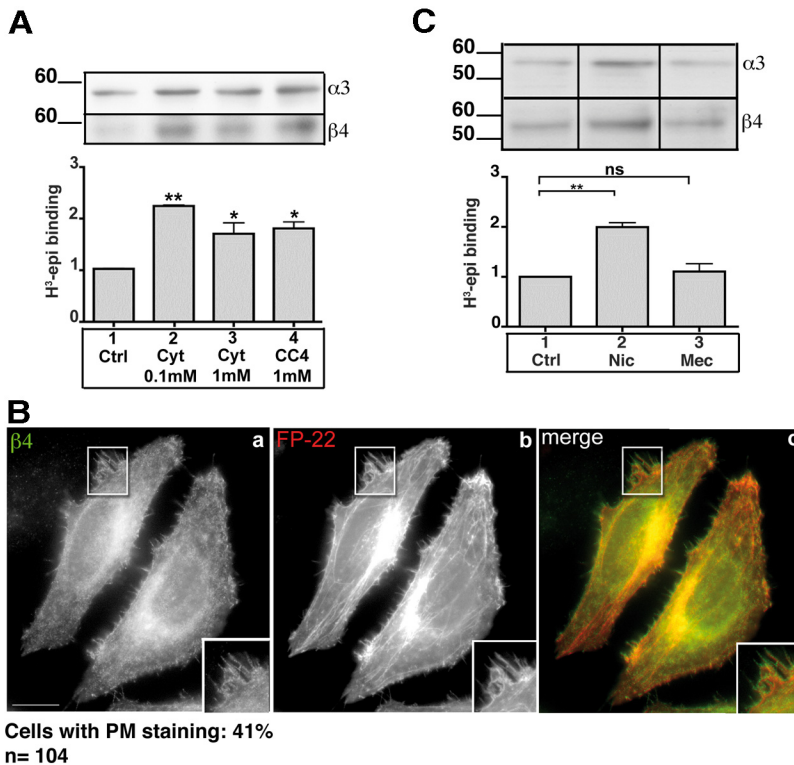 A
60
α3
60
β4
H³-epi binding
3
2
1
0
**
*
*
1 2 3 4
Ctrl Cyt Cyt CC4
0.1mM 1mM 1mM
C
60
50
α3
60
50
β4
H³-epi binding
3
2
1
0
ns
**
1 2 3
Ctrl Nic Mec
B
β4 a
FP-22 b
merge c
Cells with PM staining: 41%
n= 104